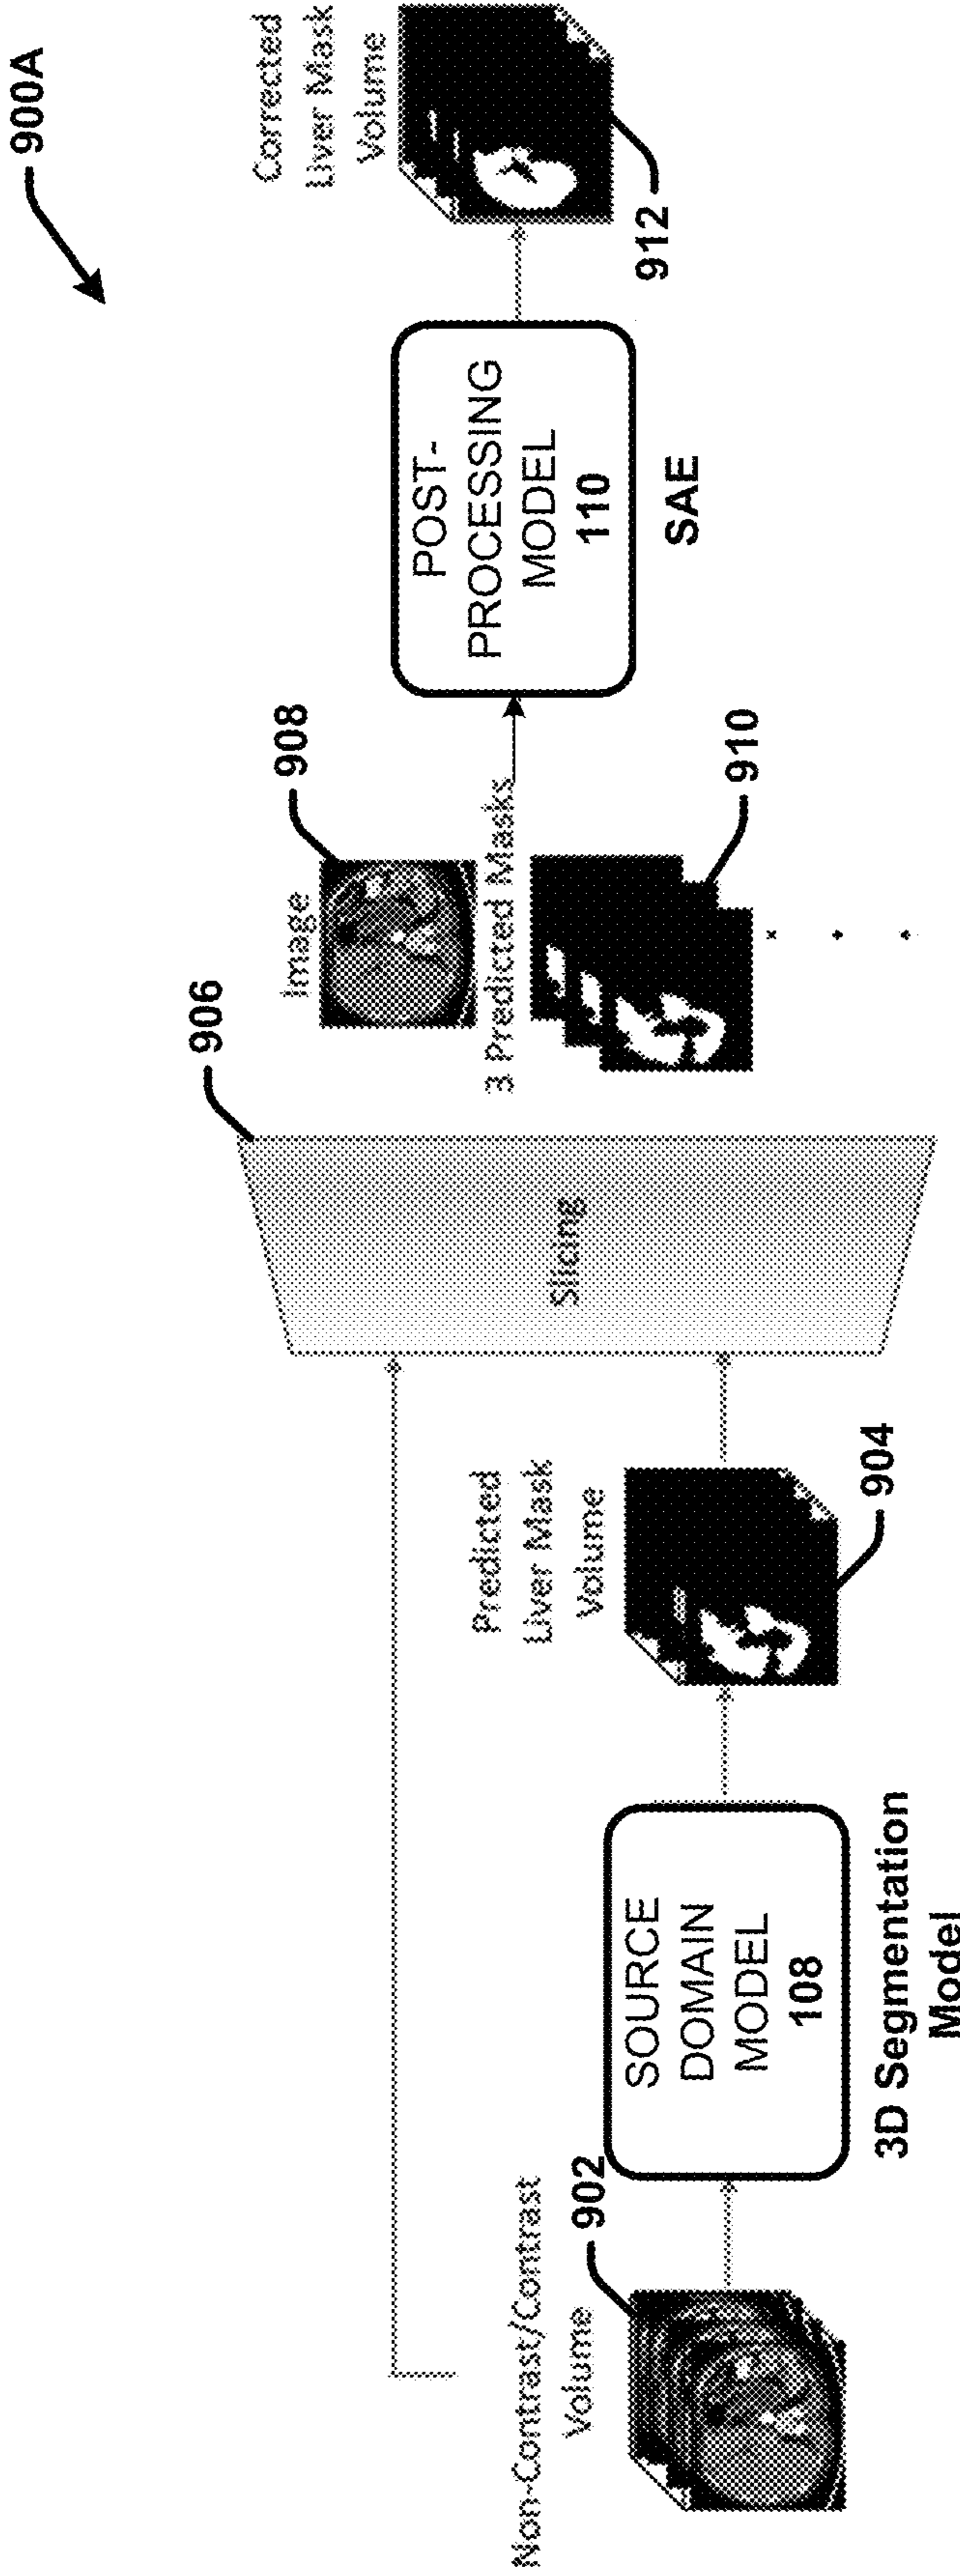 900A
Non-Contrast/Contrast
Volume
902
SOURCE
DOMAIN
MODEL
108
3D Segmentation
Model
Predicted
Liver Mask
Volume
904
906
Slicing
Image
908
3 Predicted Masks
910
POST-
PROCESSING
MODEL
110
SAE
Corrected
Liver Mask
Volume
912